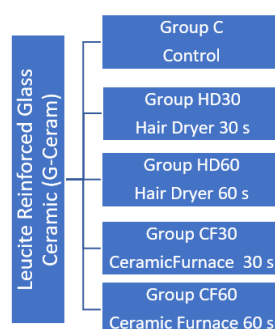 Leucite Reinforced Glass
Ceramic (G-Ceram)
Group C
Control
Group HD30
Hair Dryer 30 s
Group HD60
Hair Dryer 60 s
Group CF30
CeramicFurnace 30 s
Group CF60
Ceramic Furnace 60 s